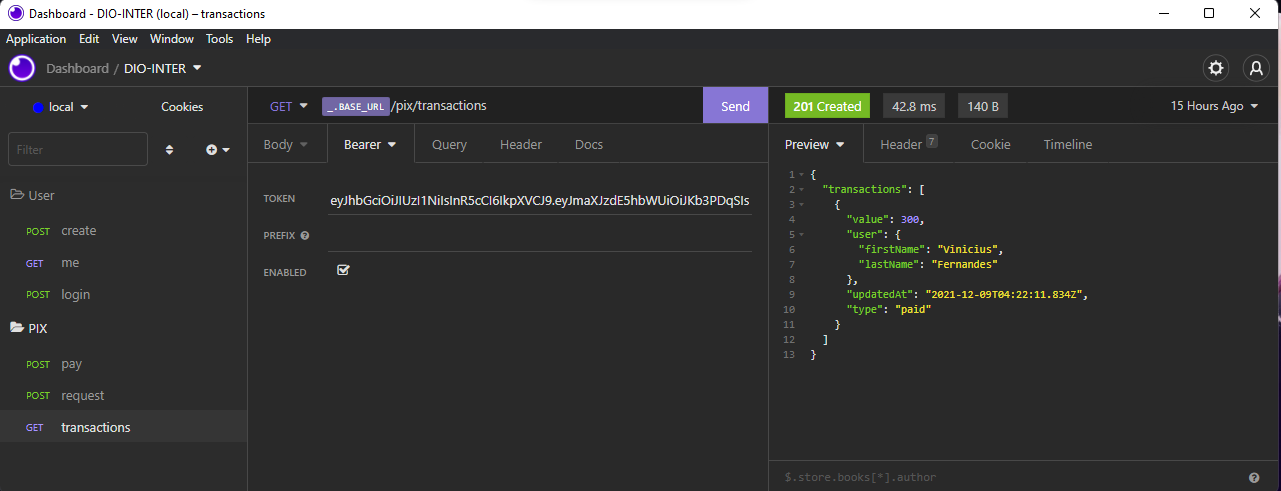 Dashboard - DIO-INTER (local) – transactions
Application Edit View Window Tools Help
Dashboard / DIO-INTER
local Cookies
Filter
User
POST create
GET me
POST login
PIX
POST pay
POST request
GET transactions
GET _.BASE_URL /pix/transactions Send
Body Bearer Query Header Docs
TOKEN eyJhbGciOiJIUzI1NiIsInR5cCI6IkpXVCJ9.eyJmaXJzdE5hbWUiOiJKb3PDqSIs
PREFIX
ENABLED
201 Created 42.8 ms 140 B 15 Hours Ago
Preview Header 7 Cookie Timeline
1 {
2 "transactions": [
3 {
4 "value": 300,
5 "user": {
6 "firstName": "Vinicius",
7 "lastName": "Fernandes"
8 },
9 "updatedAt": "2021-12-09T04:22:11.834Z",
10 "type": "paid"
11 }
12 ]
13 }
$.store.books[*].author